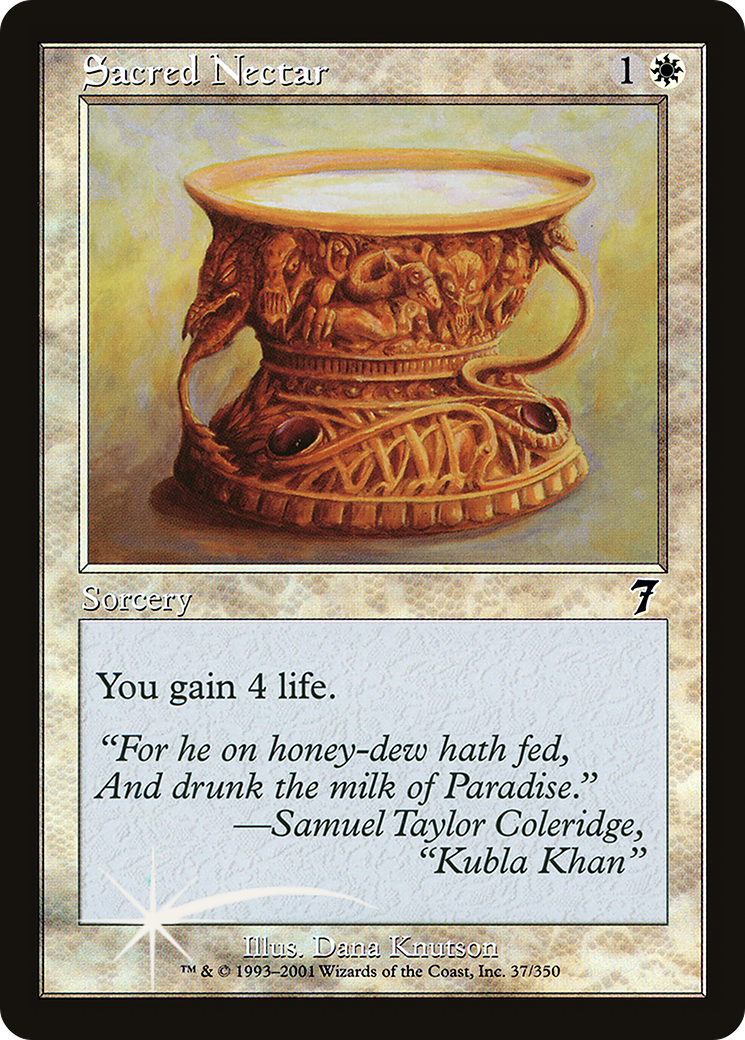 Sacred Nectar 1
Sorcery 7
You gain 4 life.
“For he on honey-dew hath fed,
And drunk the milk of Paradise.”
—Samuel Taylor Coleridge,
“Kubla Khan”
Illus. Dana Knutson
™ & © 1993–2001 Wizards of the Coast, Inc. 37/350